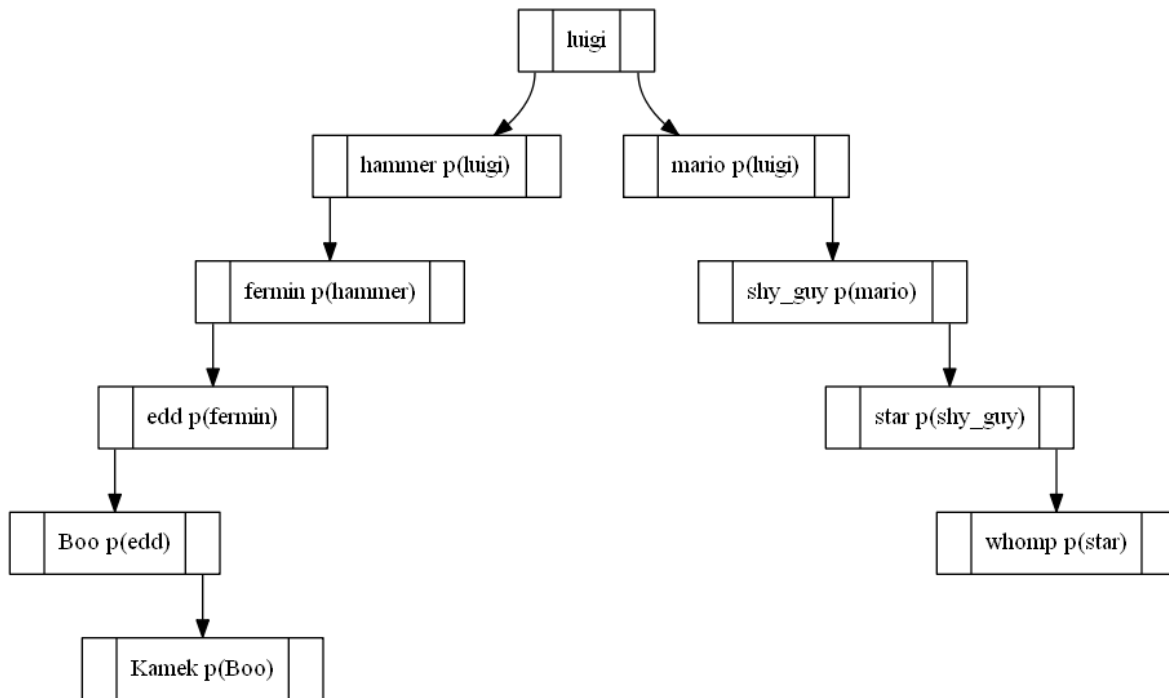 luigi
hammer p(luigi)
mario p(luigi)
fermin p(hammer)
shy_guy p(mario)
edd p(fermin)
star p(shy_guy)
Boo p(edd)
whomp p(star)
Kamek p(Boo)